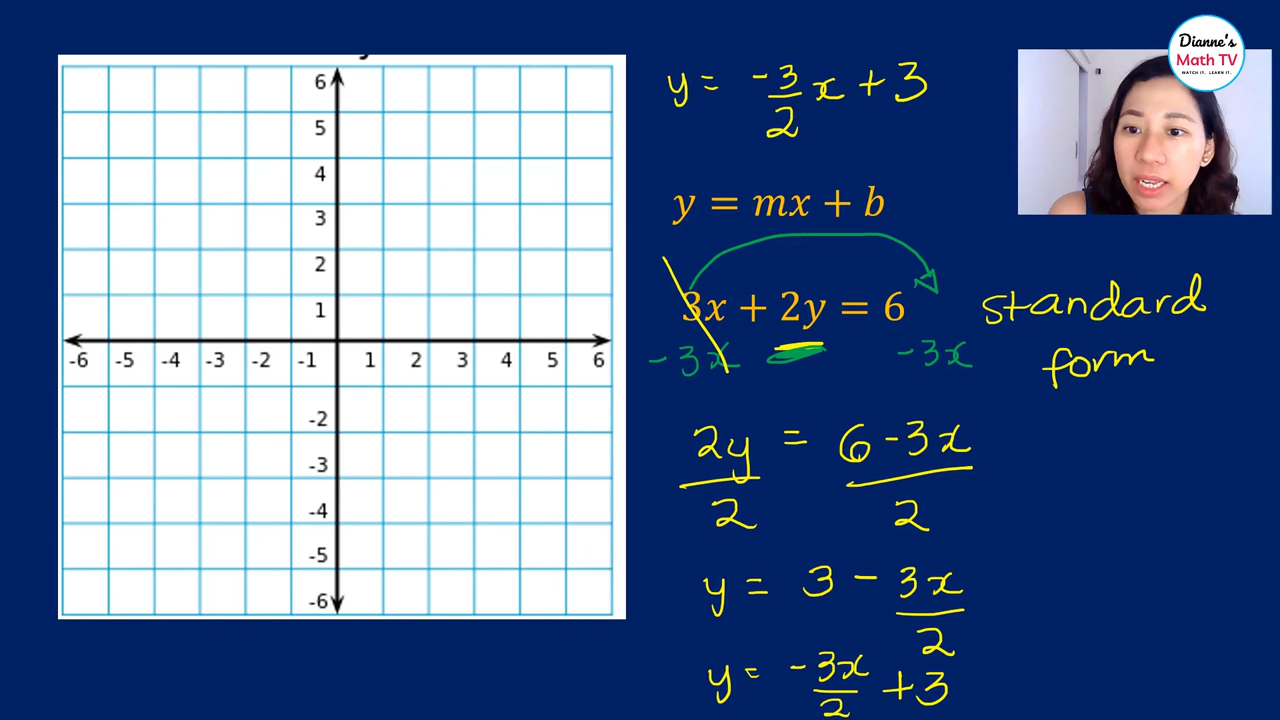 Dianne's
Math TV
WATCH IT. LEARN IT.
y = -3/2 x + 3
y = mx + b
3x + 2y = 6
-3x -3x
standard
form
2y/2 = 6-3x/2
y = 3 - 3x/2
y = -3x/2 + 3
6
5
4
3
2
1
-6 -5 -4 -3 -2 -1 1 2 3 4 5 6
-2
-3
-4
-5
-6